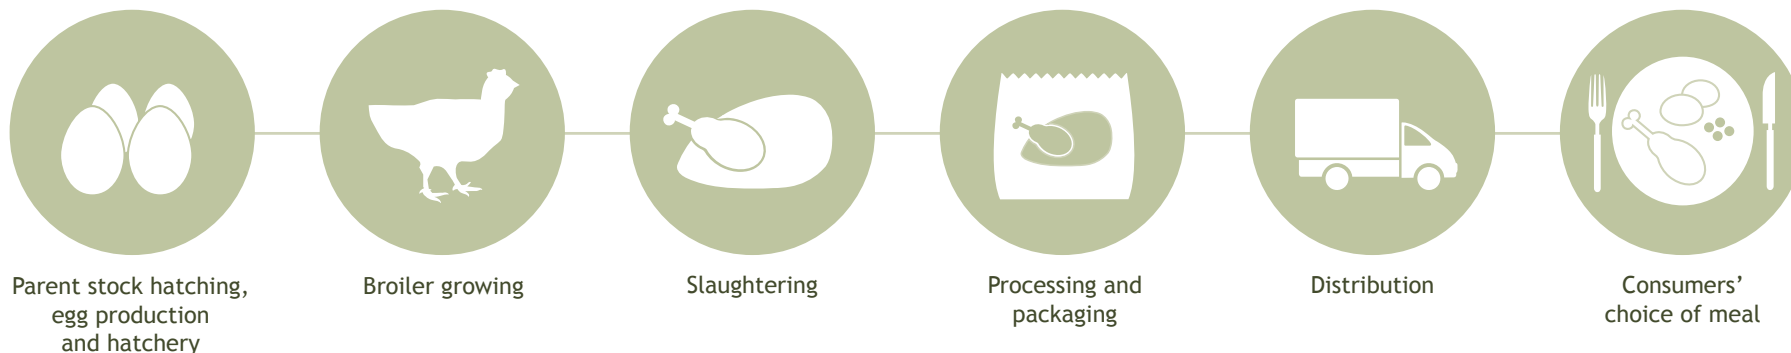 Parent stock hatching,
egg production
and hatchery
Broiler growing
Slaughtering
Processing and
packaging
Distribution
Consumers’
choice of meal